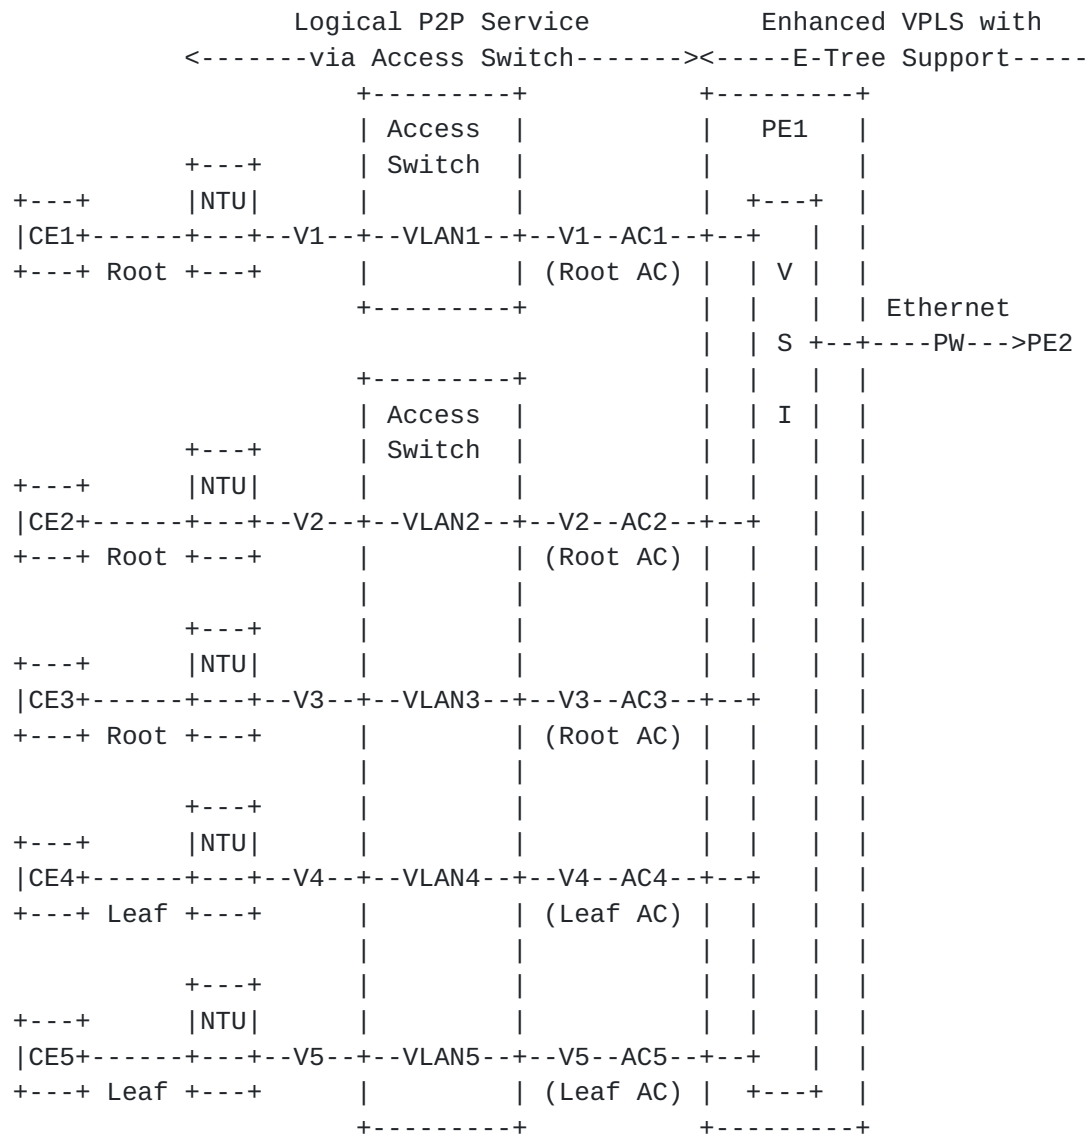 Logical P2P Service           Enhanced VPLS with
           <-------via Access Switch-------><-----E-Tree Support-----
                      +---------+           +---------+
                      | Access  |           |   PE1   |
           +---+      | Switch  |           |         |
+---+      |NTU|      |         |           |  +---+  |
|CE1+------+---+--V1--+--VLAN1--+--V1--AC1--+--+   |  |
+---+ Root +---+      |         | (Root AC) |  | V |  |
                      +---------+           |  |   |  | Ethernet
                                            |  | S +--+----PW--->PE2
                      +---------+           |  |   |  |
                      | Access  |           |  | I |  |
           +---+      | Switch  |           |  |   |  |
+---+      |NTU|      |         |           |  |   |  |
|CE2+------+---+--V2--+--VLAN2--+--V2--AC2--+--+   |  |
+---+ Root +---+      |         | (Root AC) |  |   |  |
                      |         |           |  |   |  |
           +---+      |         |           |  |   |  |
+---+      |NTU|      |         |           |  |   |  |
|CE3+------+---+--V3--+--VLAN3--+--V3--AC3--+--+   |  |
+---+ Root +---+      |         | (Root AC) |  |   |  |
                      |         |           |  |   |  |
           +---+      |         |           |  |   |  |
+---+      |NTU|      |         |           |  |   |  |
|CE4+------+---+--V4--+--VLAN4--+--V4--AC4--+--+   |  |
+---+ Leaf +---+      |         | (Leaf AC) |  |   |  |
                      |         |           |  |   |  |
           +---+      |         |           |  |   |  |
+---+      |NTU|      |         |           |  |   |  |
|CE5+------+---+--V5--+--VLAN5--+--V5--AC5--+--+   |  |
+---+ Leaf +---+      |         | (Leaf AC) |  +---+  |
                      +---------+           +---------+